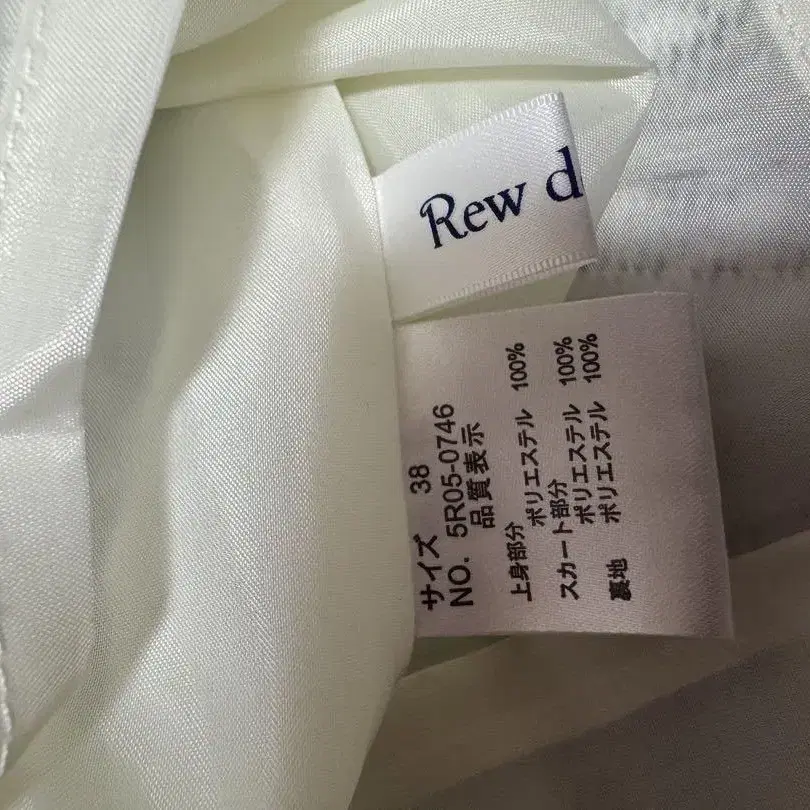 Rew d
サイズ 38
NO. 5R05-0746
品質表示
上身部分
ポリエステル 100%
スカート部分
ポリエステル 100%
裏地 ポリエステル 100%